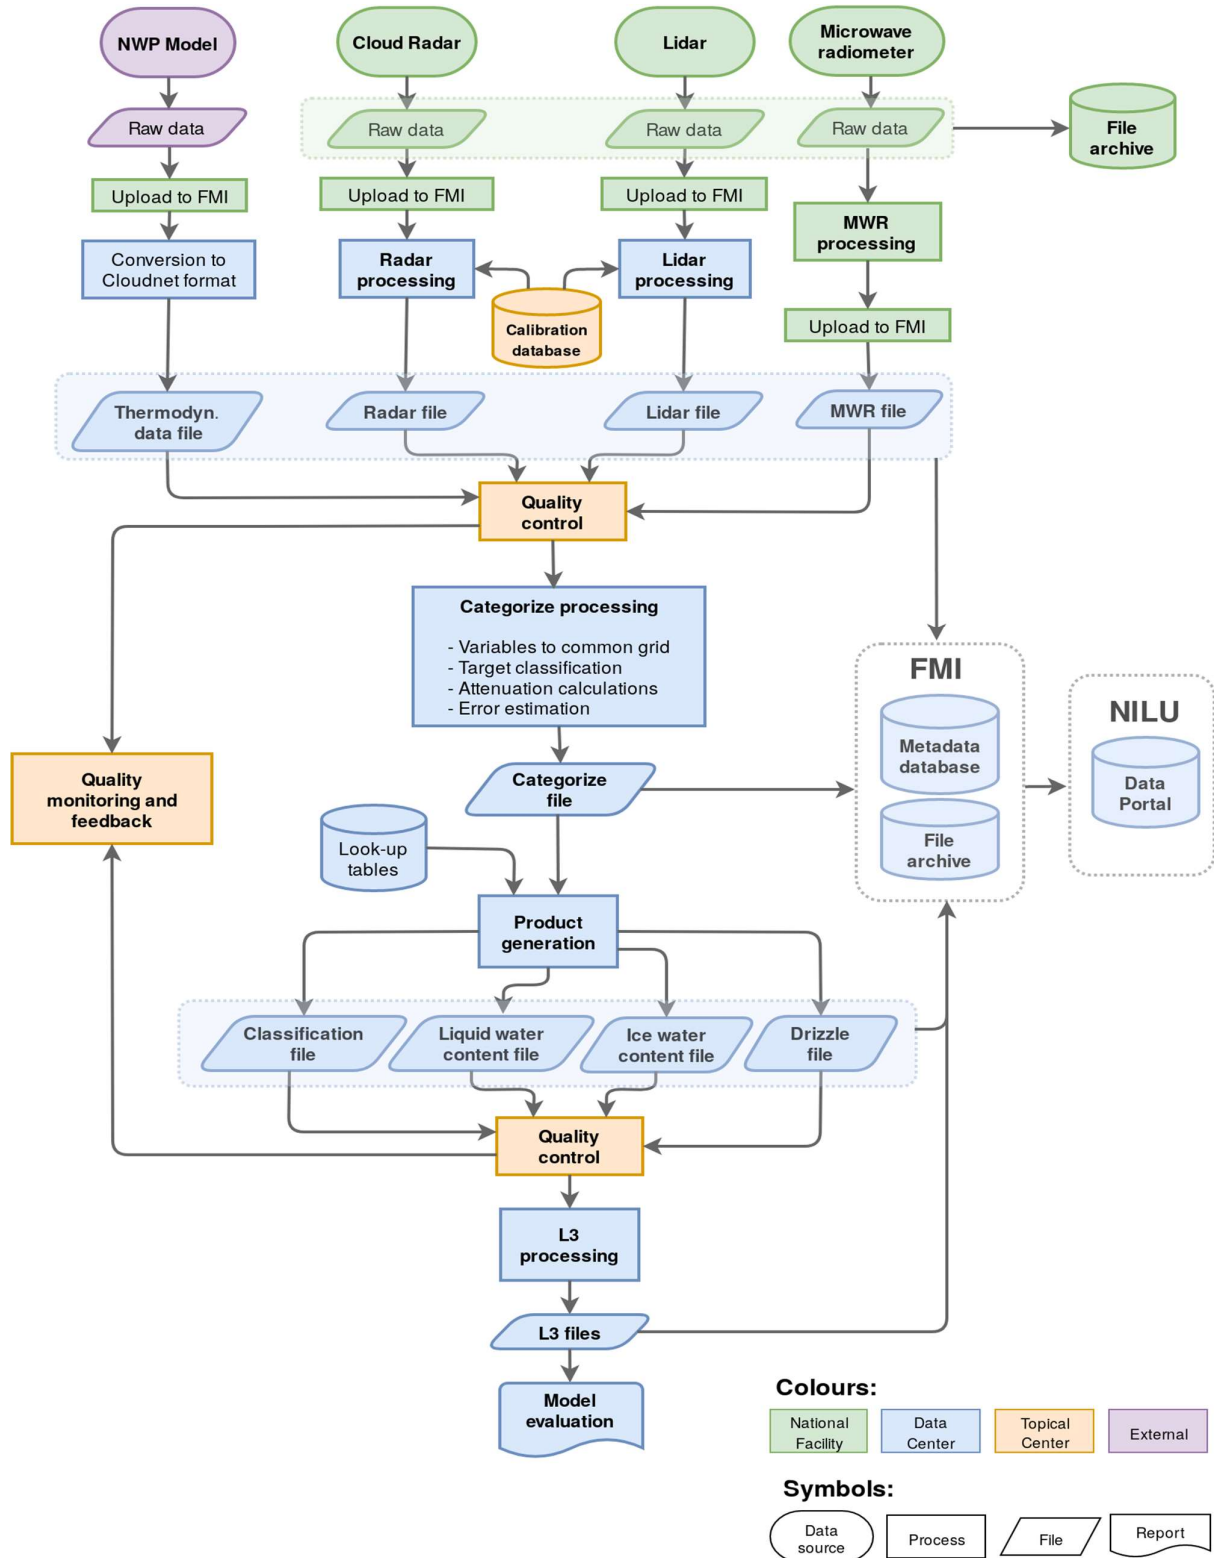 NWP Model
Cloud Radar
Lidar
Microwave
radiometer
Raw data
Raw data
Raw data
Raw data
File
archive
Upload to FMI
Upload to FMI
Upload to FMI
MWR
processing
Conversion to
Cloudnet format
Radar
processing
Lidar
processing
Calibration
database
Upload to FMI
Thermodyn.
data file
Radar file
Lidar file
MWR file
Quality
control
Categorize processing
- Variables to common grid
- Target classification
- Attenuation calculations
- Error estimation
FMI
Metadata
database
File
archive
NILU
Data
Portal
Quality
monitoring and
feedback
Categorize
file
Look-up
tables
Product
generation
Classification
file
Liquid water
content file
Ice water
content file
Drizzle
file
Quality
control
L3
processing
L3 files
Model
evaluation
Colours:
National
Facility
Data
Center
Topical
Center
External
Symbols:
Data
source
Process
File
Report